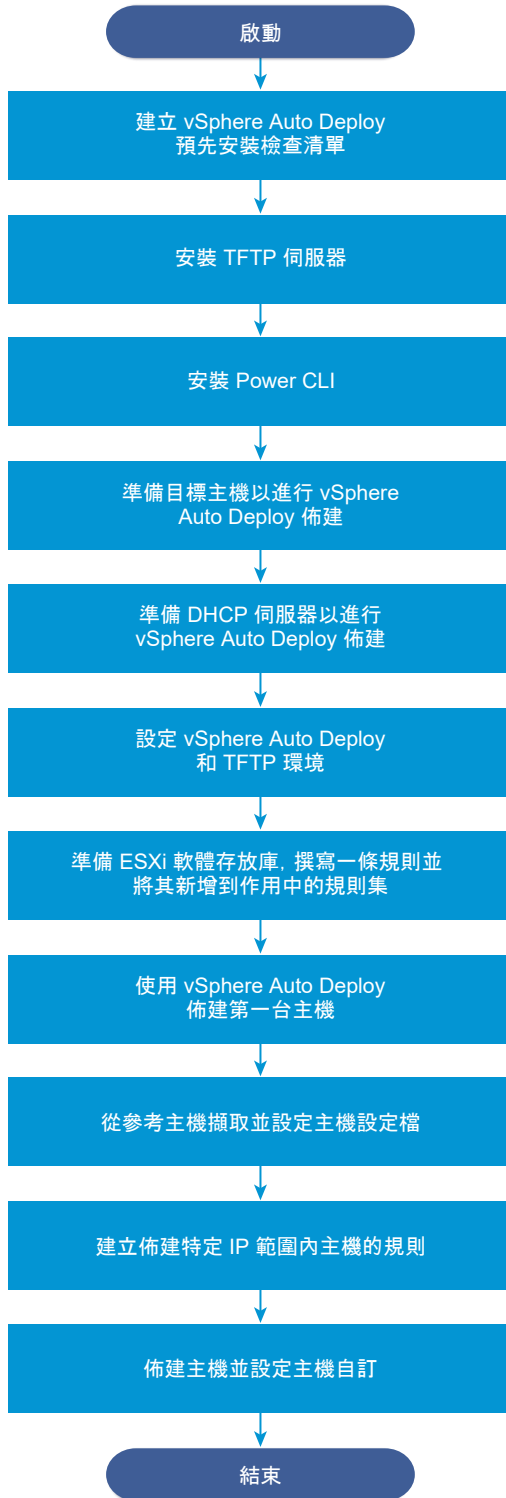 啟動
建立 vSphere Auto Deploy
預先安裝檢查清單
安裝 TFTP 伺服器
安裝 Power CLI
準備目標主機以進行 vSphere
Auto Deploy 佈建
準備 DHCP 伺服器以進行
vSphere Auto Deploy 佈建
設定 vSphere Auto Deploy
和 TFTP 環境
準備 ESXi 軟體存放庫,撰寫一條規則並
將其新增到作用中的規則集
使用 vSphere Auto Deploy
佈建第一台主機
從參考主機擷取並設定主機設定檔
建立佈建特定 IP 範圍內主機的規則
佈建主機並設定主機自訂
結束